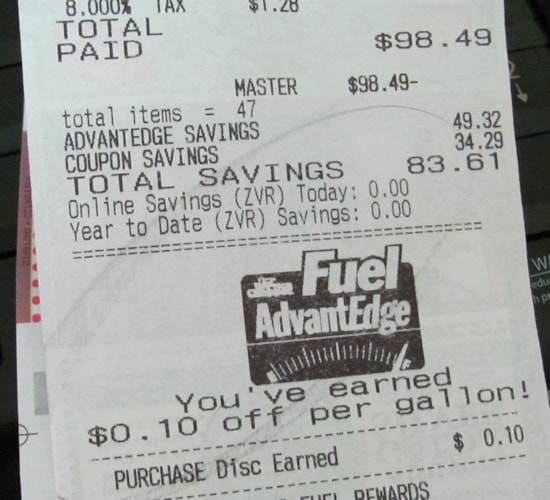 8.000% TAX $1.28
TOTAL
PAID $98.49
MASTER $98.49-
total items = 47
ADVANTEDGE SAVINGS 49.32
COUPON SAVINGS 34.29
TOTAL SAVINGS 83.61
Online Savings (ZVR) Today: 0.00
Year to Date (ZVR) Savings: 0.00
Fuel
AdvantEdge
You've earned
$0.10 off per gallon!
PURCHASE Disc Earned $ 0.10
FUEL REWARDS